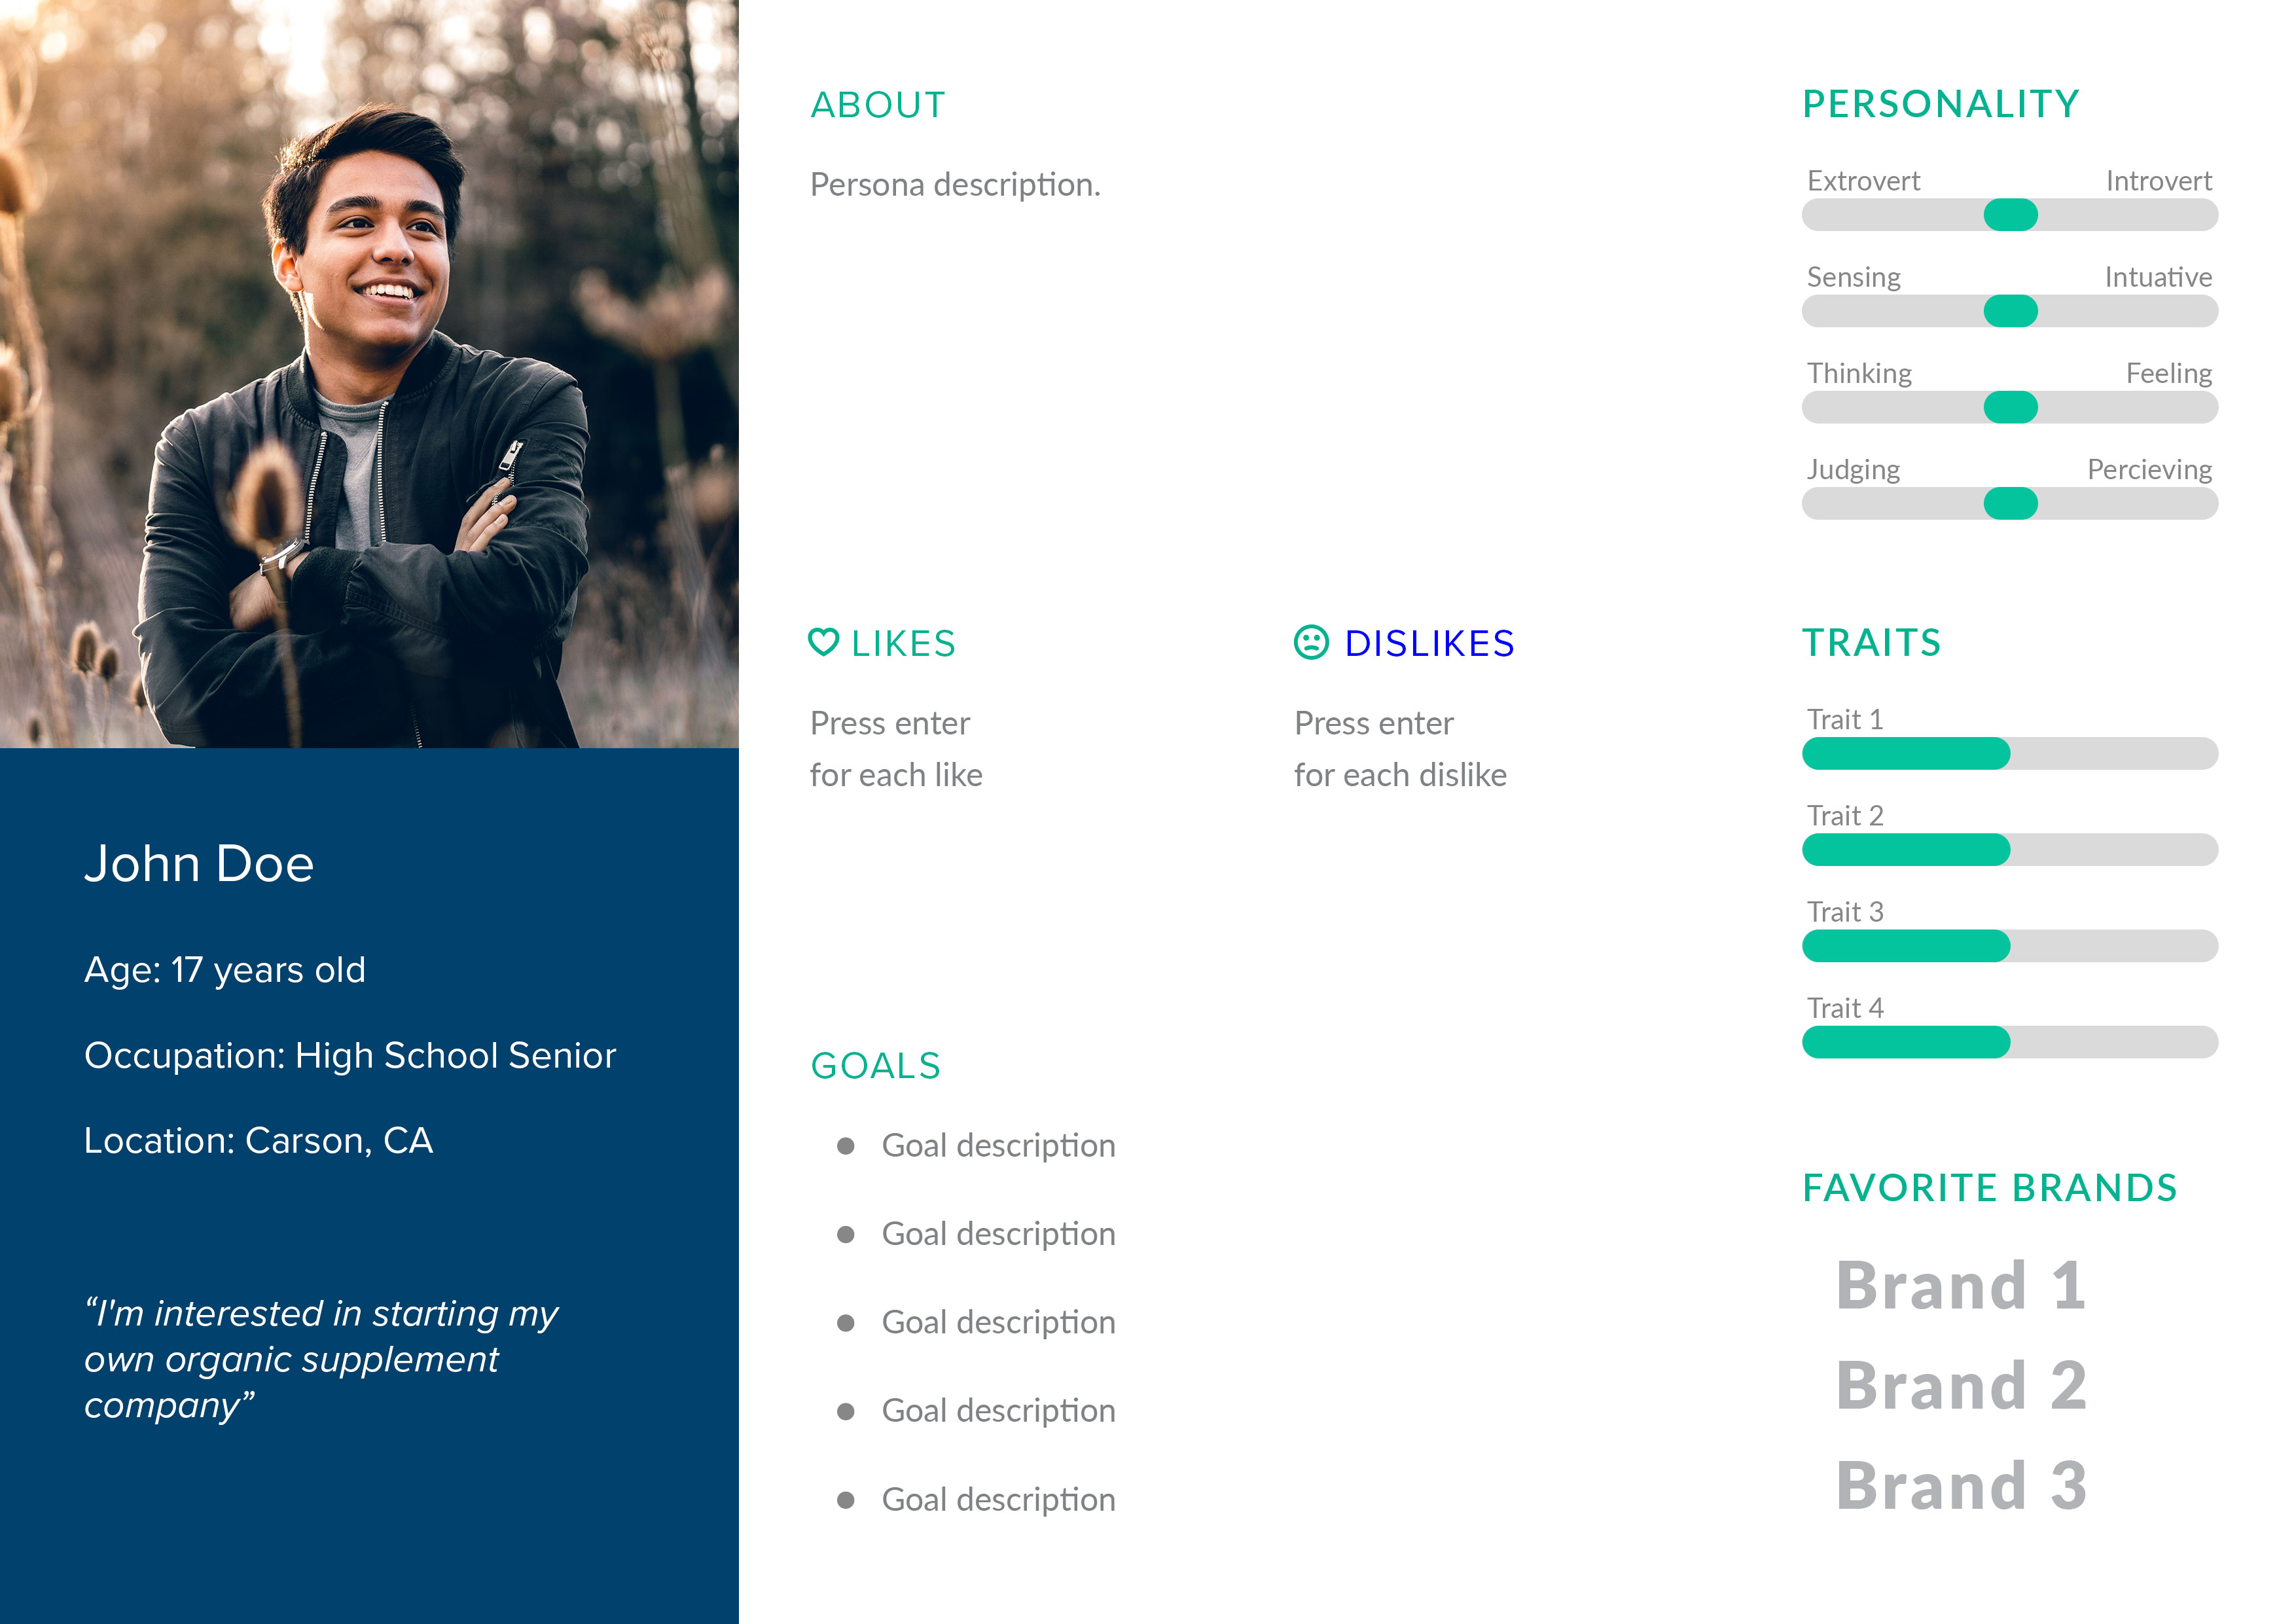 John Doe
Age: 17 years old
Occupation: High School Senior
Location: Carson, CA
“I'm interested in starting my
own organic supplement
company”
ABOUT
Persona description.
LIKES
Press enter
for each like
DISLIKES
Press enter
for each dislike
GOALS
Goal description
Goal description
Goal description
Goal description
Goal description
PERSONALITY
Extrovert Introvert
Sensing Intuative
Thinking Feeling
Judging Percieving
TRAITS
Trait 1
Trait 2
Trait 3
Trait 4
FAVORITE BRANDS
Brand 1
Brand 2
Brand 3